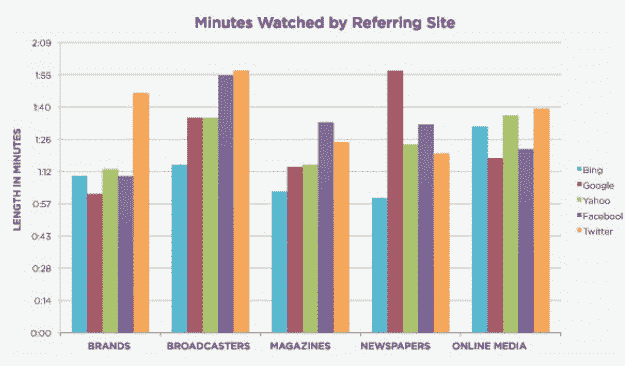 Minutes Watched by Referring Site
LENGTH IN MINUTES
2:09
1:55
1:40
1:26
1:12
0:57
0:43
0:28
0:14
0:00
BRANDS
BROADCASTERS
MAGAZINES
NEWSPAPERS
ONLINE MEDIA
Bing
Google
Yahoo
Facebool
Twitter